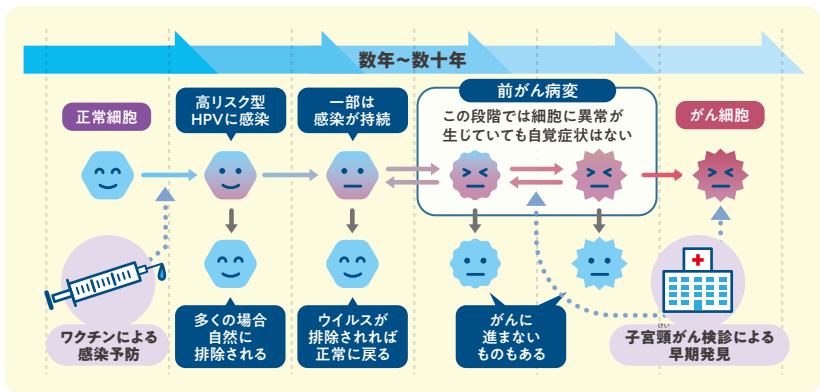 数年～数十年
正常細胞
高リスク型
HPVに感染
一部は
感染が持続
前がん病変
この段階では細胞に異常が
生じていても自覚症状はない
がん細胞
ワクチンによる
感染予防
多くの場合
自然に
排除される
ウイルスが
排除されれば
正常に戻る
がんに
進まない
ものもある
けい
子宮頸がん検診による
早期発見